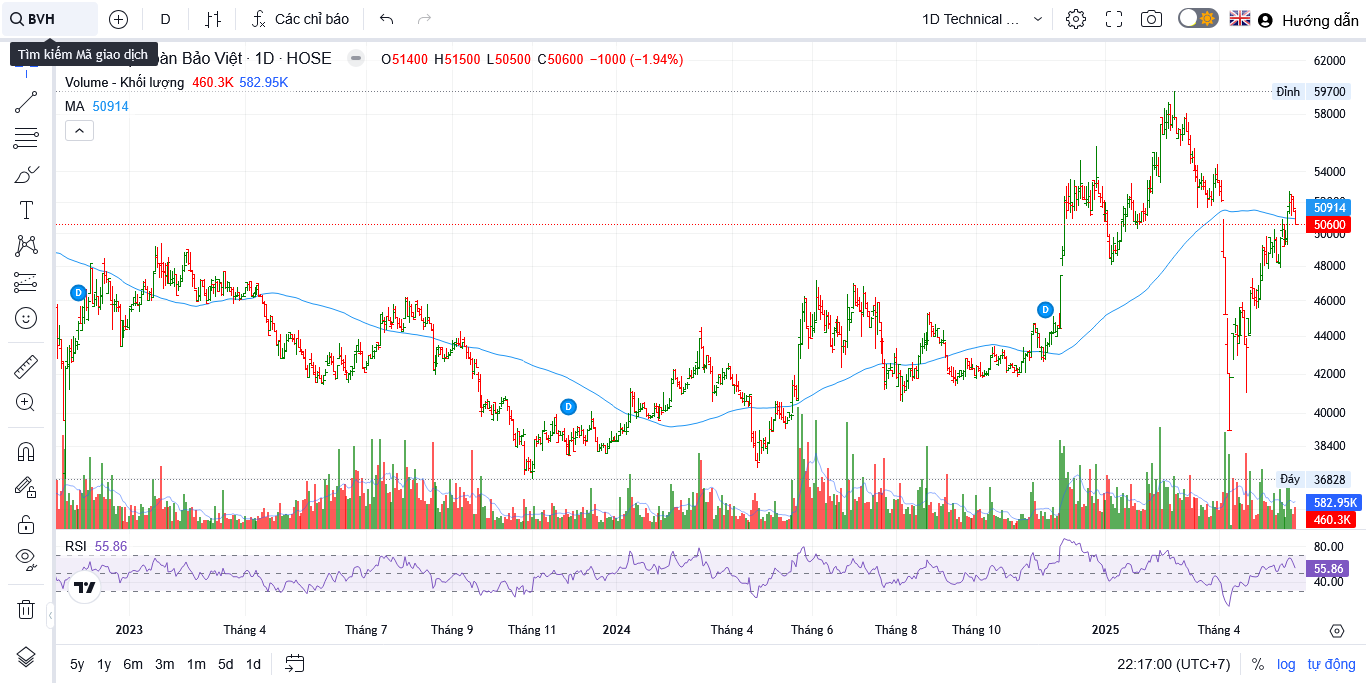 BVH D Các chỉ báo 1D Technical ... Hướng dẫn
Tìm kiếm Mã giao dịch
oàn Bảo Việt · 1D · HOSE O51400 H51500 L50500 C50600 −1000 (−1.94%)
Volume - Khối lượng 460.3K 582.95K
MA 50914
62000
Đỉnh 59700
58000
54000
50914
50600
50000
48000
46000
44000
42000
40000
38400
Đáy 36828
582.95K
460.3K
D
D
D
RSI 55.86
80.00
55.86
40.00
2023 Tháng 4 Tháng 7 Tháng 9 Tháng 11 2024 Tháng 4 Tháng 6 Tháng 8 Tháng 10 2025 Tháng 4
5y 1y 6m 3m 1m 5d 1d 22:17:00 (UTC+7) % log tự động